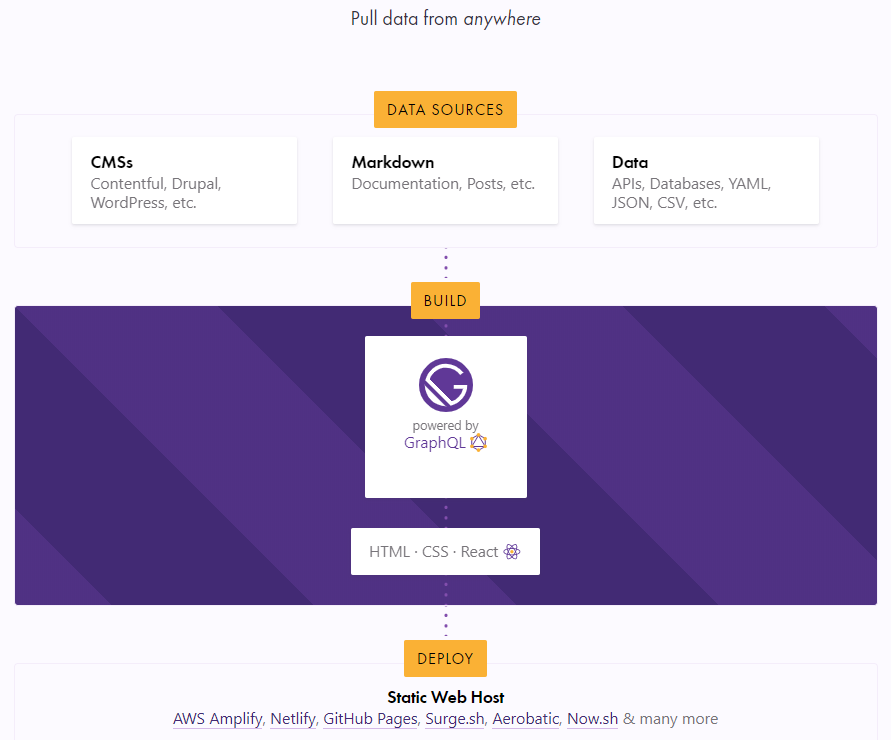 Pull data from anywhere
DATA SOURCES
CMSs
Contentful, Drupal,
WordPress, etc.
Markdown
Documentation, Posts, etc.
Data
APIs, Databases, YAML,
JSON, CSV, etc.
BUILD
powered by
GraphQL
HTML · CSS · React
DEPLOY
Static Web Host
AWS Amplify, Netlify, GitHub Pages, Surge.sh, Aerobatic, Now.sh & many more